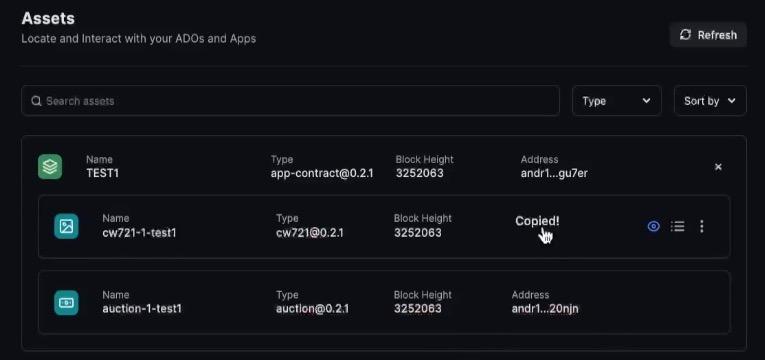 Assets
Locate and Interact with your ADOs and Apps
Refresh
Search assets
Type
Sort by
Name Type Block Height Address
TEST1 app-contract@0.2.1 3252063 andr1...gu7er
Name Type Block Height Copied!
cw721-1-test1 cw721@0.2.1 3252063
Name Type Block Height Address
auction-1-test1 auction@0.2.1 3252063 andr1...20njn